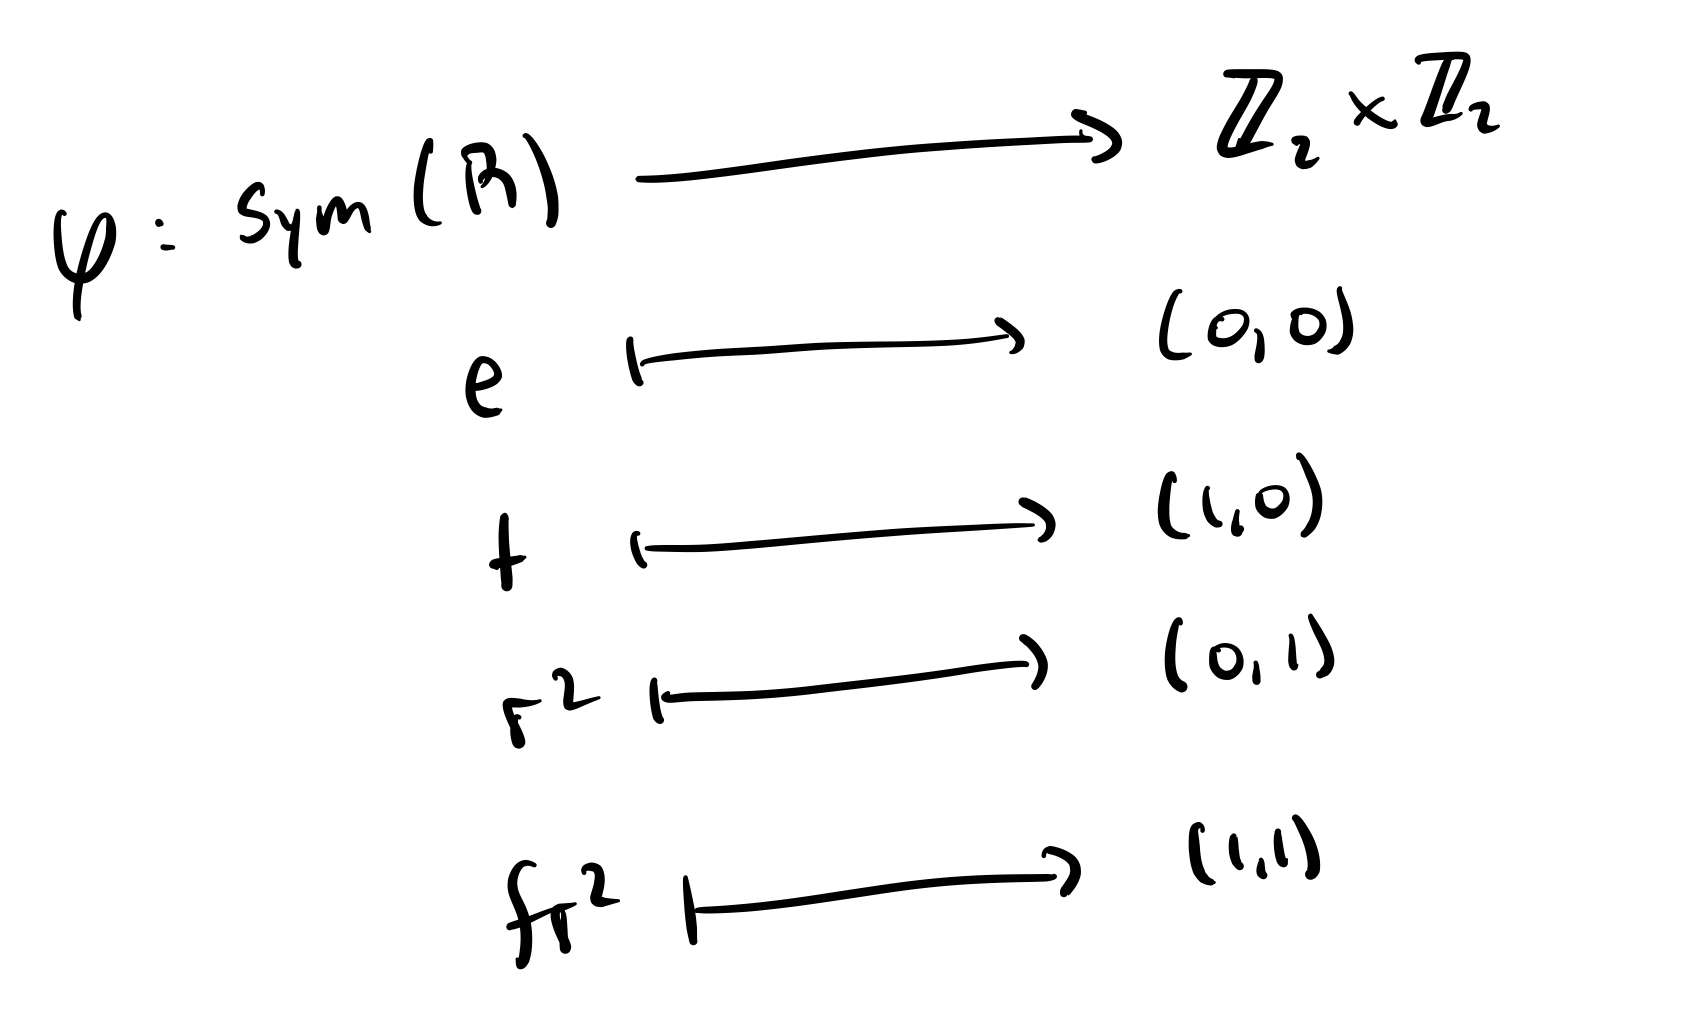 φ: Sym (R) → ℤ₂ × ℤ₂
e ↦ (0,0)
f ↦ (1,0)
r² ↦ (0,1)
fr² ↦ (1,1)